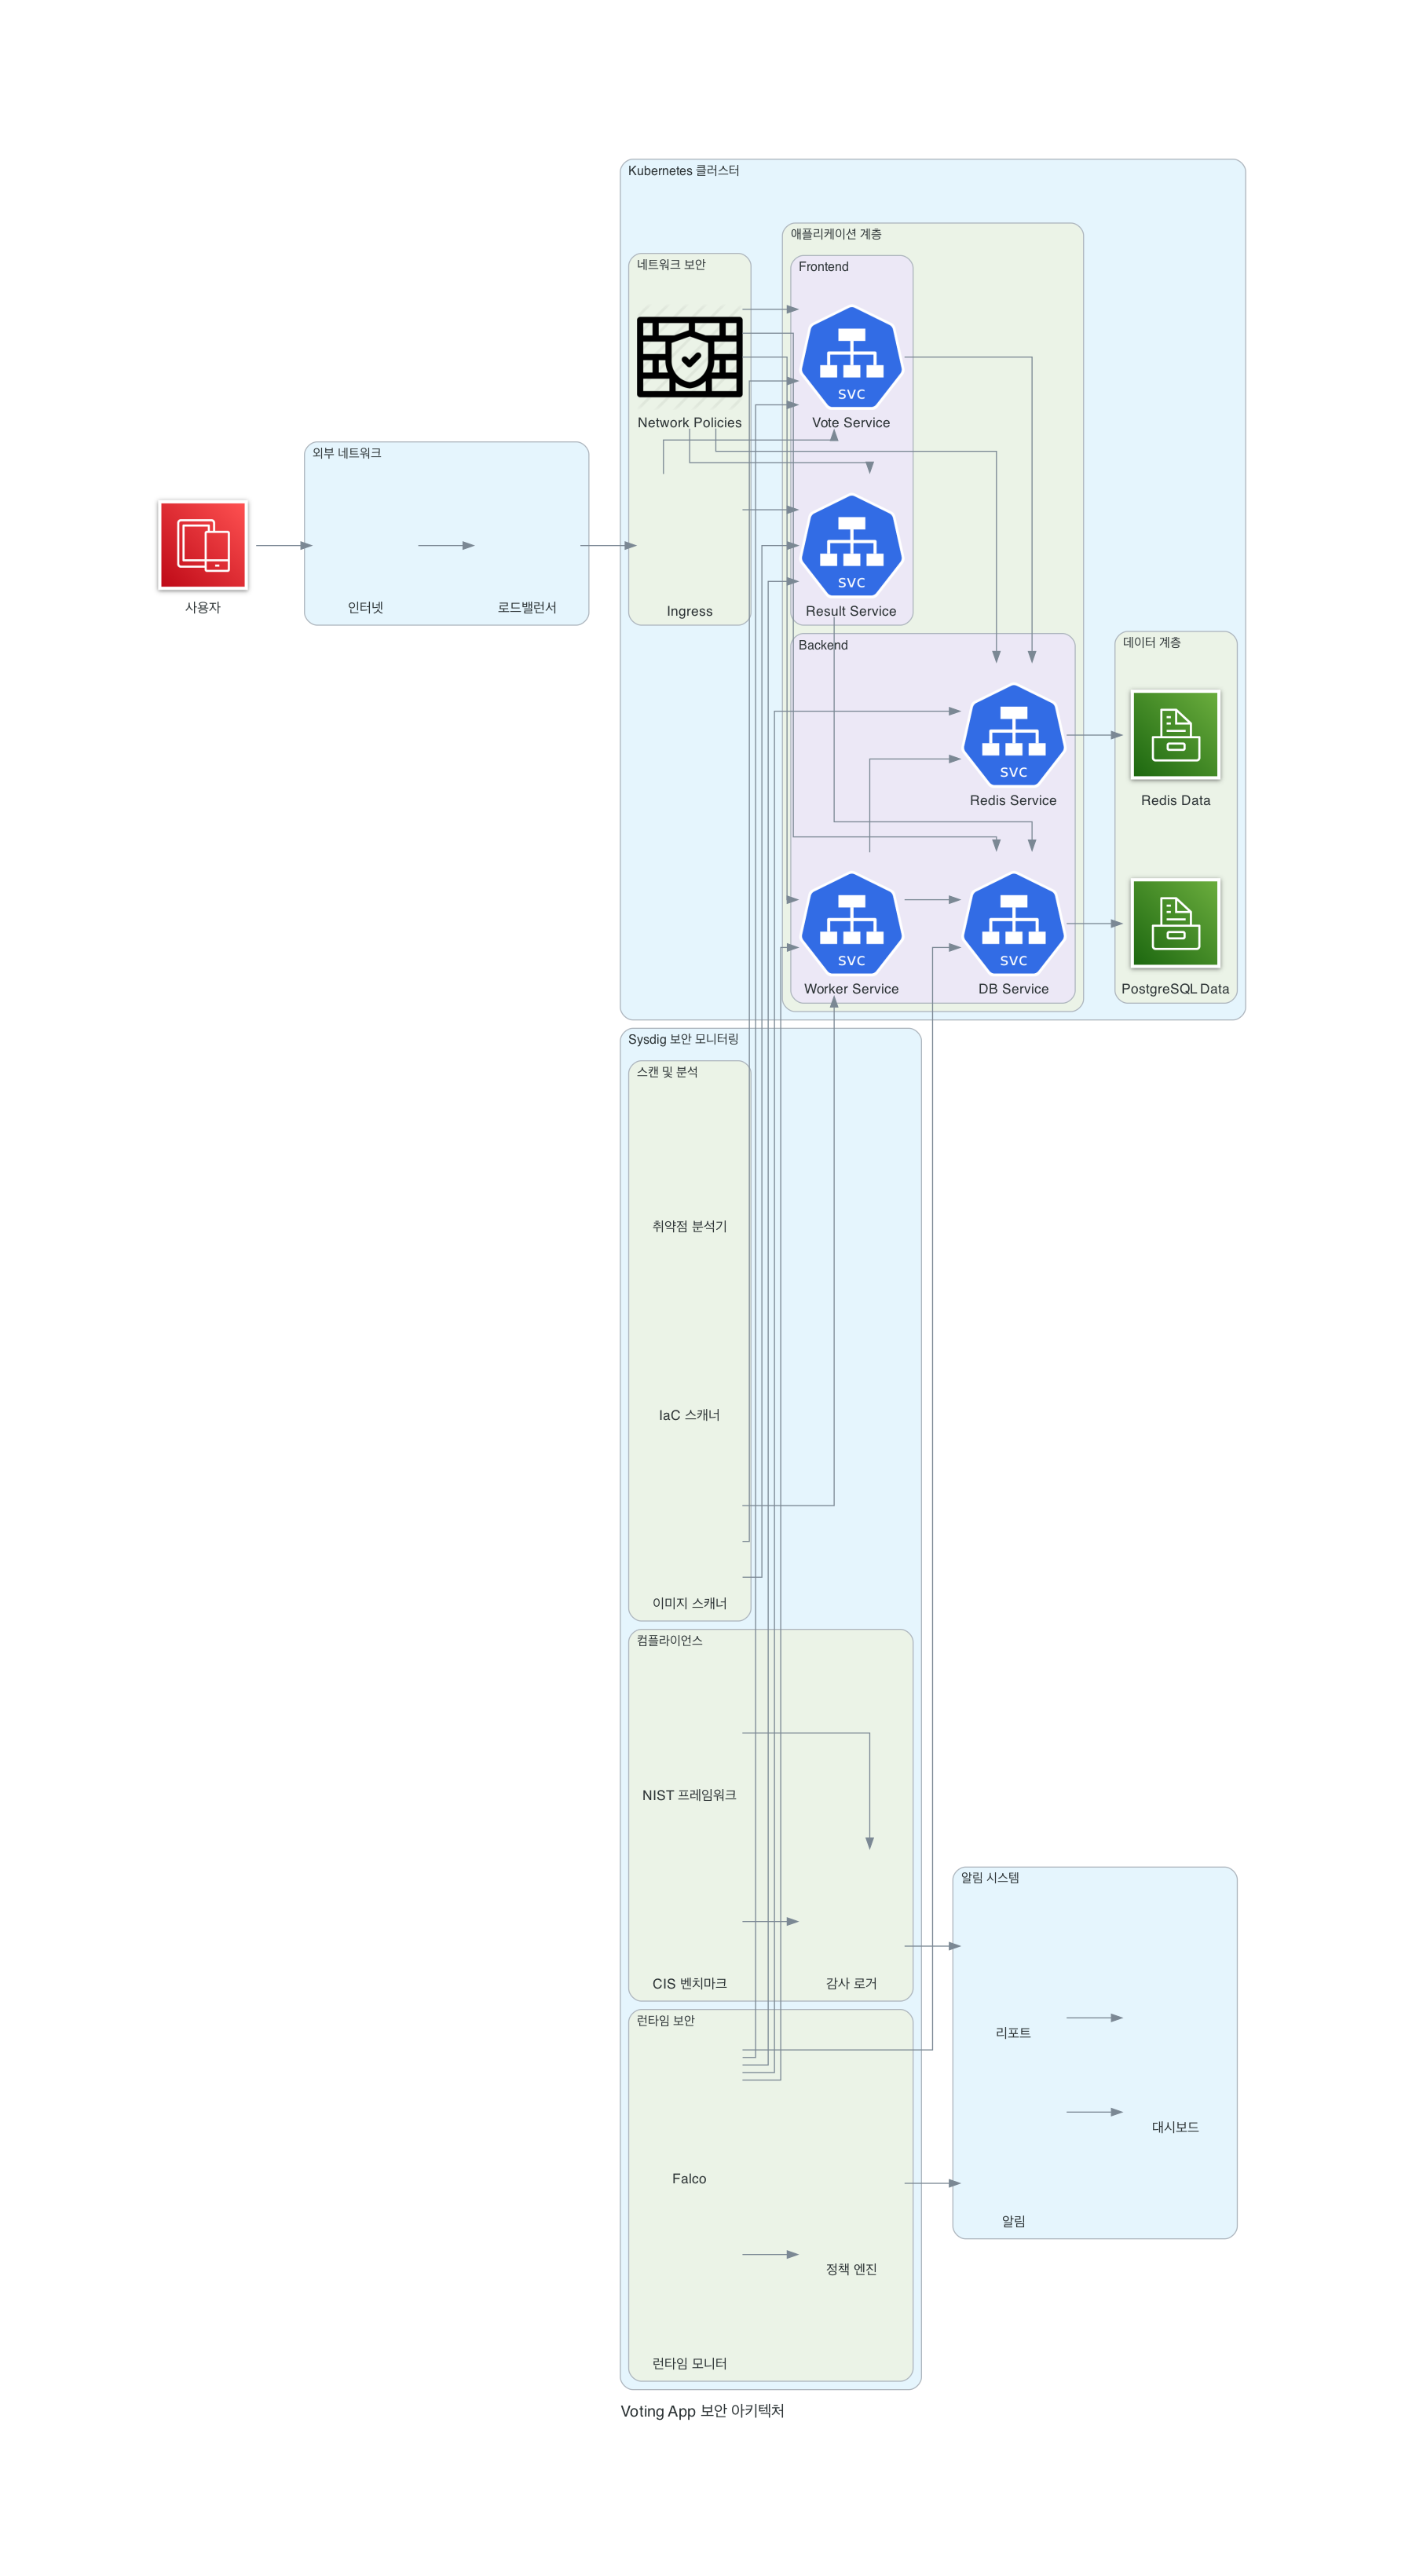 Kubernetes 클러스터
애플리케이션 계층
네트워크 보안
Frontend
SVC
Network Policies
Vote Service
외부 네트워크
SVC
사용자
인터넷
로드밸런서
Ingress
Result Service
Backend
데이터 계층
SVC
Redis Service
Redis Data
SVC
SVC
Worker Service
DB Service
PostgreSQL Data
Sysdig 보안 모니터링
스캔 및 분석
취약점 분석기
IaC 스캐너
이미지 스캐너
컴플라이언스
NIST 프레임워크
알림 시스템
CIS 벤치마크
감사 로거
런타임 보안
리포트
대시보드
Falco
알림
정책 엔진
런타임 모니터
Voting App 보안 아키텍처